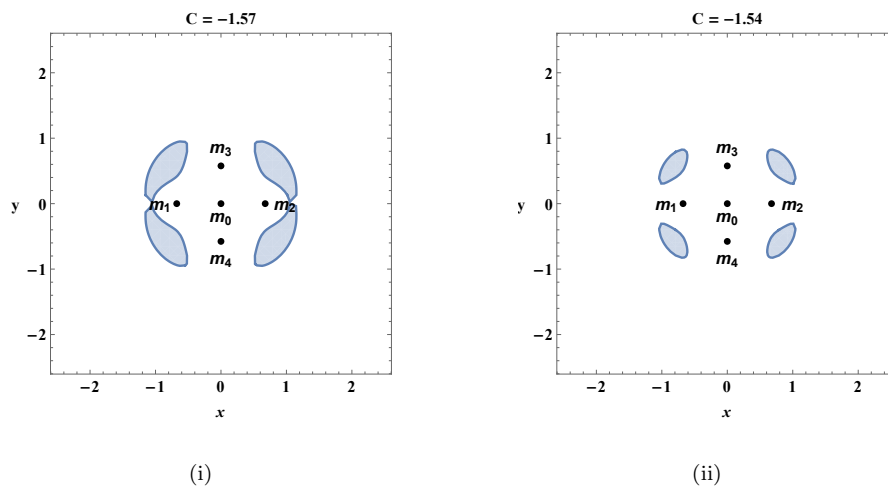 C = −1.57
2
1
m3
y 0 m1 m0 m2
m4
−1
−2
−2 −1 0 1 2
x
(i)
C = −1.54
2
1
m3
y 0 m1 m0 m2
m4
−1
−2
−2 −1 0 1 2
x
(ii)